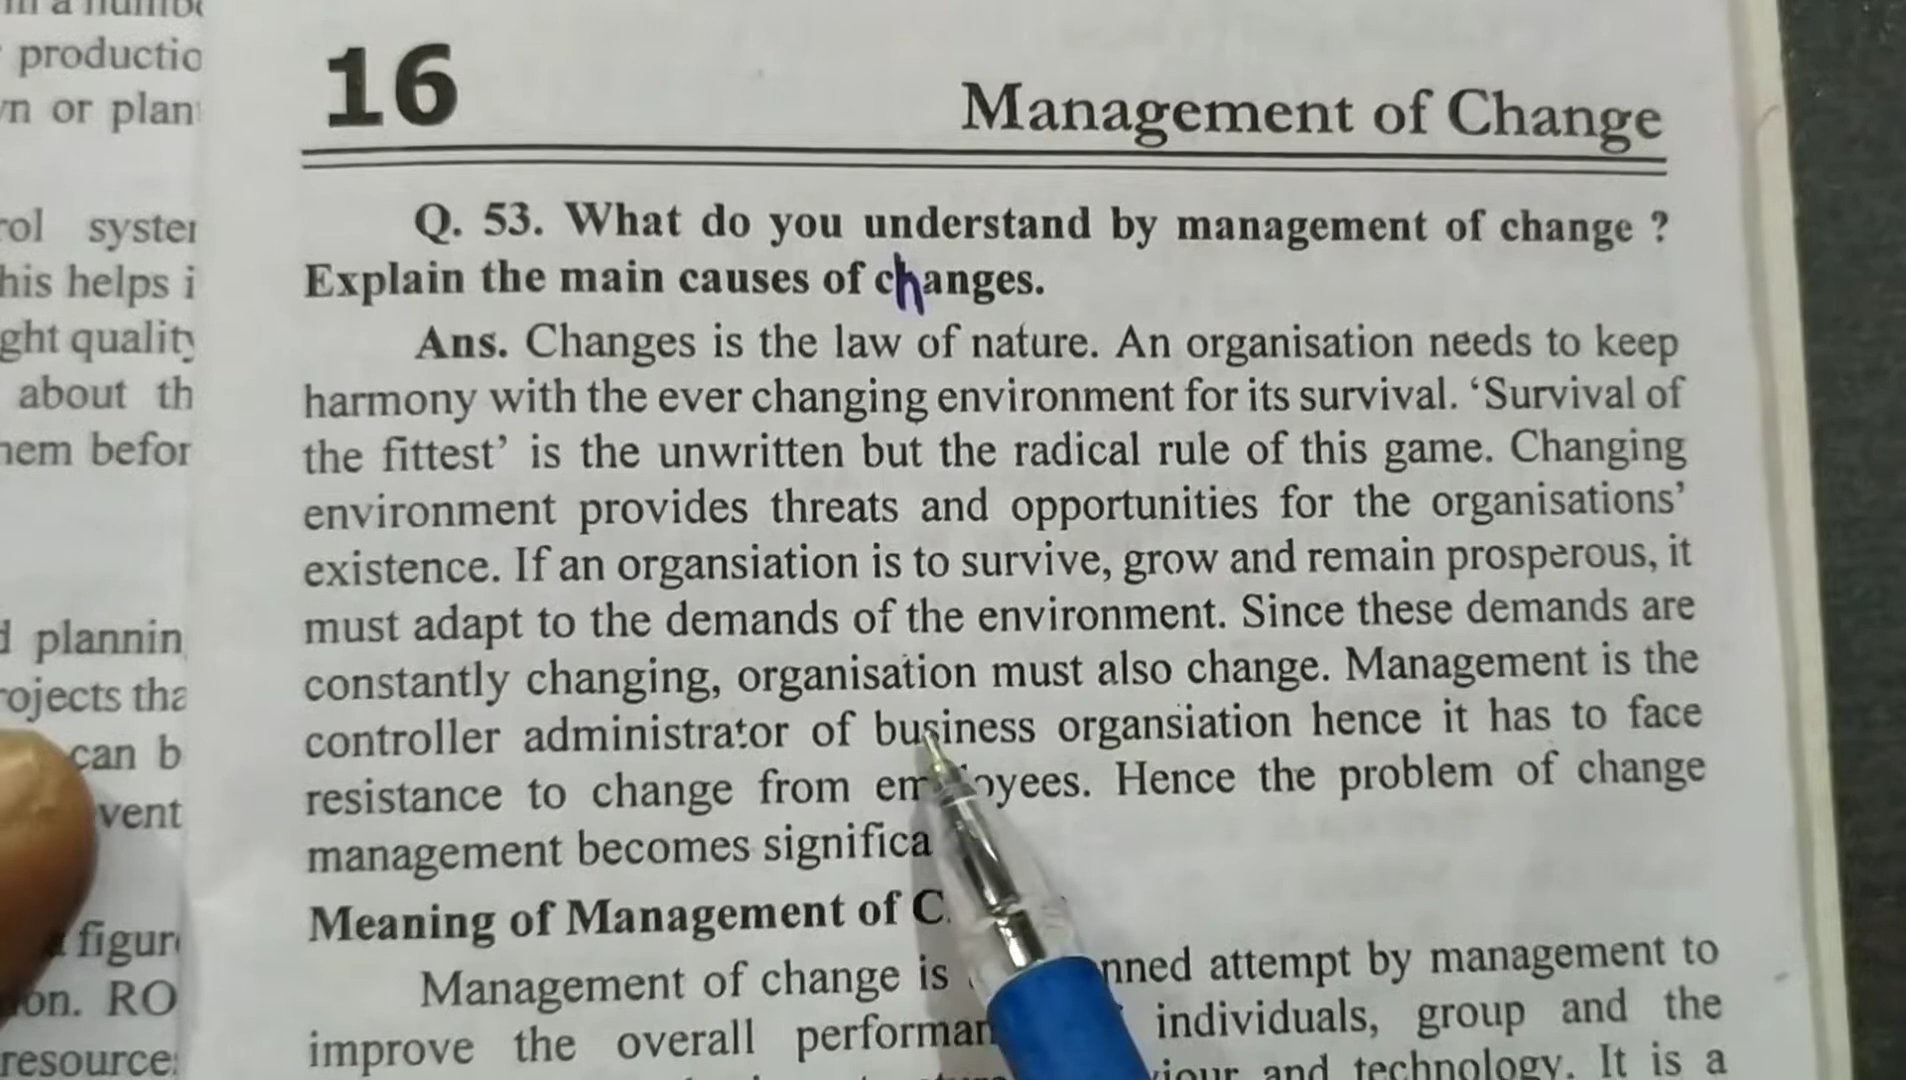 productio
or plan
16
Management of Change
syster
his helps i
ght quality
about th
befor
plannin
can b
vent
figur
on. RO
resource
Q. 53. What do you understand by management of change ?
Explain the main causes of changes.
Ans. Changes is the law of nature. An organisation needs to keep
harmony with the ever changing environment for its survival. ‘Survival of
the fittest’ is the unwritten but the radical rule of this game. Changing
environment provides threats and opportunities for the organisations’
existence. If an organsiation is to survive, grow and remain prosperous, it
must adapt to the demands of the environment. Since these demands are
constantly changing, organisation must also change. Management is the
controller administrator of business organsiation hence it has to face
resistance to change from em oyees. Hence the problem of change
management becomes significa
Meaning of Management of C
Management of change is nned attempt by management to
improve the overall performan individuals, group and the
and technology. It is a